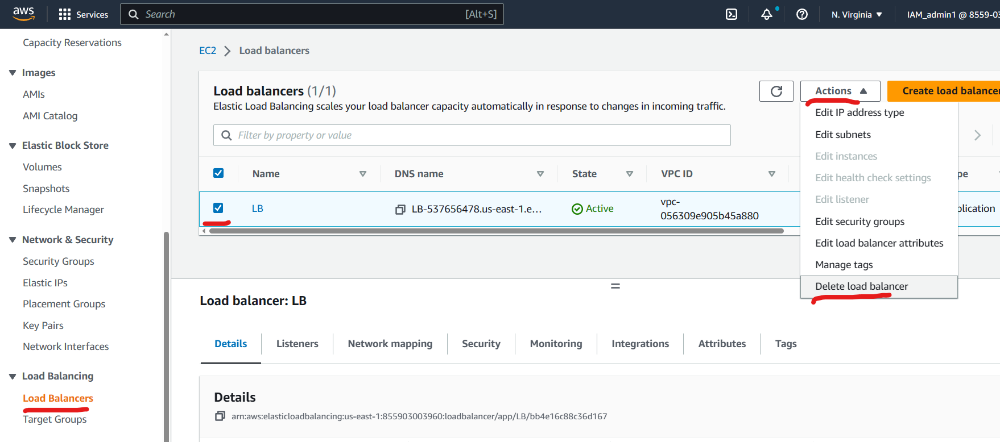 aws
Services
Search
[Alt+S]
N. Virginia
IAM_admin1 @ 8559-03
Capacity Reservations
Images
AMIs
AMI Catalog
Elastic Block Store
Volumes
Snapshots
Lifecycle Manager
Network & Security
Security Groups
Elastic IPs
Placement Groups
Key Pairs
Network Interfaces
Load Balancing
Load Balancers
Target Groups
EC2 > Load balancers
Load balancers (1/1)
Elastic Load Balancing scales your load balancer capacity automatically in response to changes in incoming traffic.
Actions
Create load balancer
Filter by property or value
Edit IP address type
Edit subnets
Edit instances
Edit health check settings
Edit listener
Edit security groups
Edit load balancer attributes
Manage tags
Delete load balancer
Name DNS name State VPC ID pe
LB LB-537656478.us-east-1.e... Active vpc-
056309e905b45a880 plication
Load balancer: LB
Details Listeners Network mapping Security Monitoring Integrations Attributes Tags
Details
arn:aws:elasticloadbalancing:us-east-1:855903003960:loadbalancer/app/LB/bb4e16c88c36d167